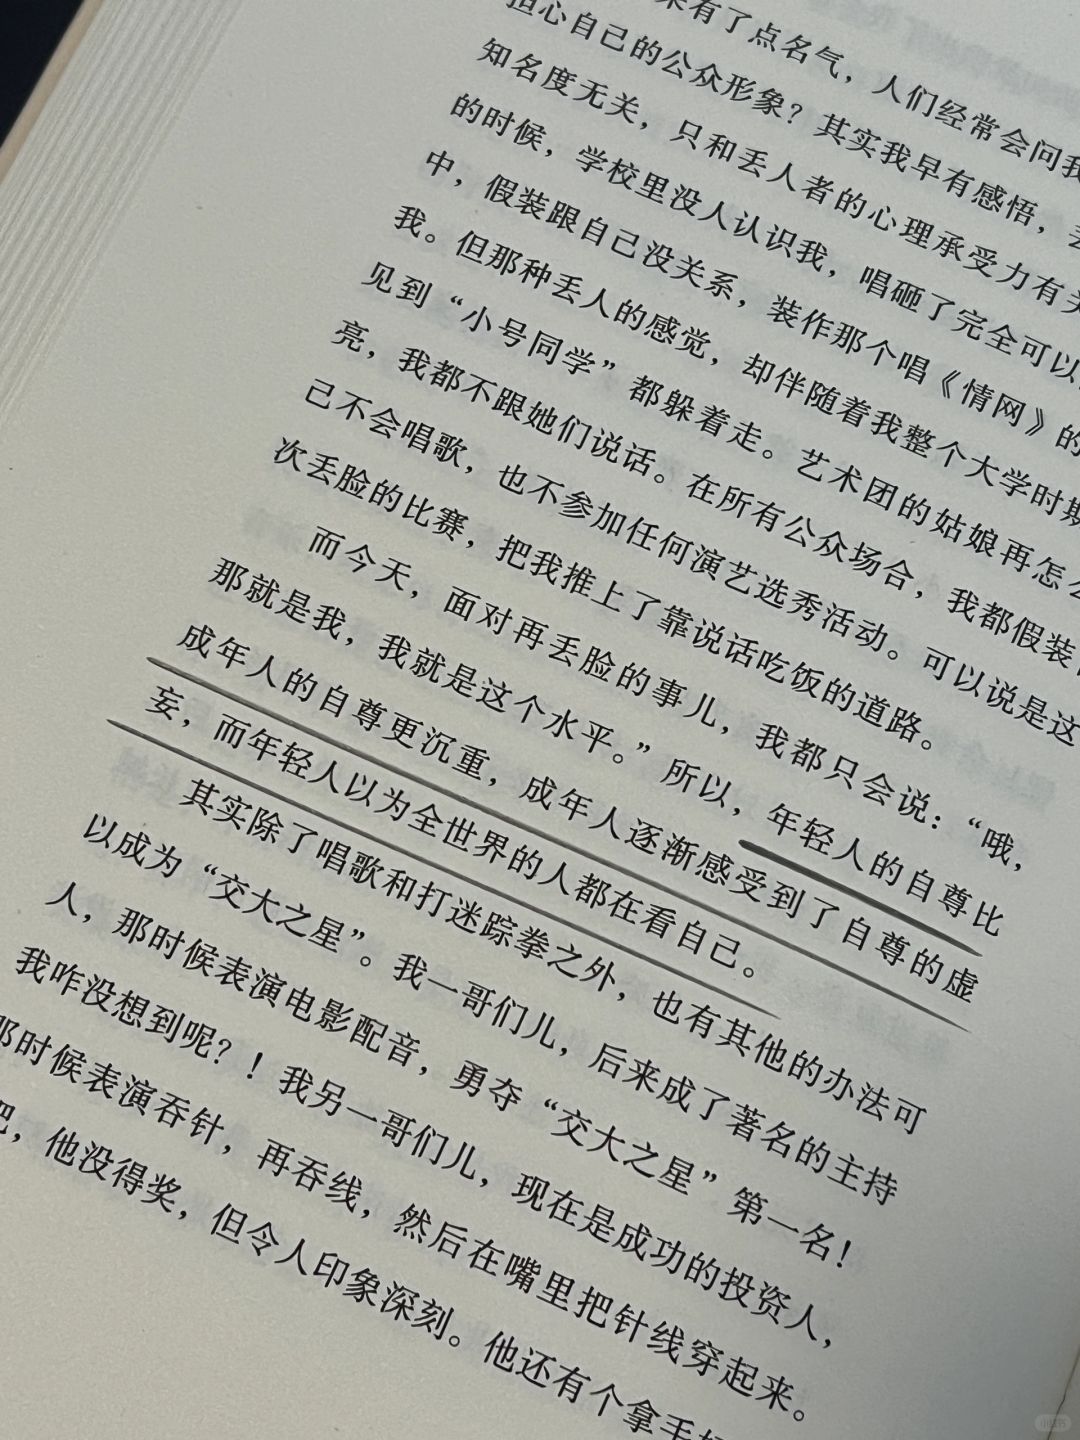 来有了点名气，人们经常会问我
担心自己的公众形象？其实我早有感悟，丢
知名度无关，只和丢人者的心理承受力有关
的时候，学校里没人认识我，唱砸了完全可以
中，假装跟自己没关系，装作那个唱《情网》的
我。但那种丢人的感觉，却伴随着我整个大学时期
见到“小号同学”都躲着走。艺术团的姑娘再怎么
亮，我都不跟她们说话。在所有公众场合，我都假装
己不会唱歌，也不参加任何演艺选秀活动。可以说是这
次丢脸的比赛，把我推上了靠说话吃饭的道路。
而今天，面对再丢脸的事儿，我都只会说：“哦，
那就是我，我就是这个水平。”所以，年轻人的自尊比
成年人的自尊更沉重，成年人逐渐感受到了自尊的虚
妄，而年轻人以为全世界的人都在看自己。
其实除了唱歌和打迷踪拳之外，也有其他的办法可
以成为“交大之星”。我一哥们儿，后来成了著名的主持
人，那时候表演电影配音，勇夺“交大之星”第一名！
我咋没想到呢？！我另一哥们儿，现在是成功的投资人，
那时候表演吞针，再吞线，然后在嘴里把针线穿起来。
吧，他没得奖，但令人印象深刻。他还有个拿手
小红书